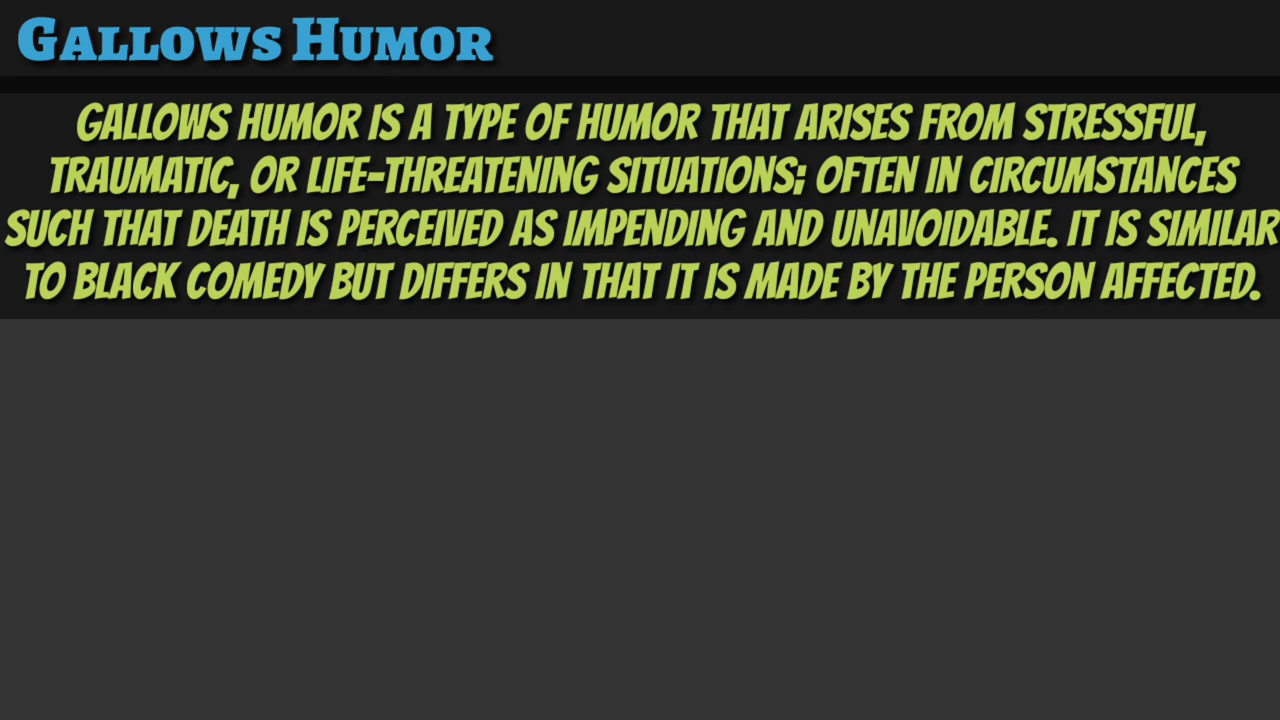 Gallows Humor
GALLOWS HUMOR IS A TYPE OF HUMOR THAT ARISES FROM STRESSFUL,
TRAUMATIC, OR LIFE-THREATENING SITUATIONS; OFTEN IN CIRCUMSTANCES
SUCH THAT DEATH IS PERCEIVED AS IMPENDING AND UNAVOIDABLE. IT IS SIMILAR
TO BLACK COMEDY BUT DIFFERS IN THAT IT IS MADE BY THE PERSON AFFECTED.